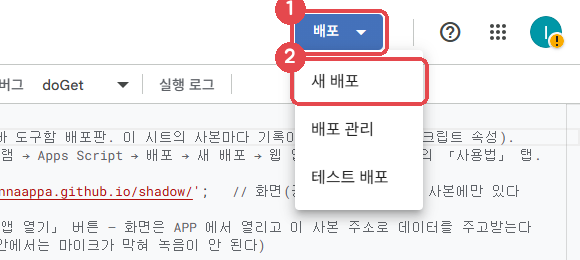 1
배포
2
I
새 배포
배포 관리
테스트 배포
버그 doGet 실행 로그
바 도구함 배포판. 이 시트의 사본마다 기록이 크립트 속성).
램 → Apps Script → 배포 → 새 배포 → 웹 의 「사용법」 탭.
nnaappa.github.io/shadow/'; // 화면( 사본에만 있다
앱 열기」 버튼 - 화면은 APP 에서 열리고 이 사본 주소로 데이터를 주고받는다
안에서는 마이크가 막혀 녹음이 안 된다)